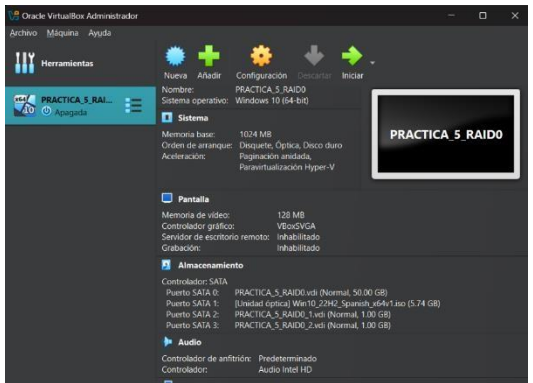 Oracle VirtualBox Administrador
Archivo Máquina Ayuda
Herramientas
Nueva Añadir Configuración Descartar Iniciar
x64
10
PRACTICA_5_RAI...
Apagada
Nombre: PRACTICA_5_RAID0
Sistema operativo: Windows 10 (64-bit)
Sistema
Memoria base: 1024 MB
Orden de arranque: Disquete, Óptica, Disco duro
Aceleración: Paginación anidada,
Paravirtualización Hyper-V
PRACTICA_5_RAID0
Pantalla
Memoria de vídeo: 128 MB
Controlador gráfico: VBoxSVGA
Servidor de escritorio remoto: Inhabilitado
Grabación: Inhabilitado
Almacenamiento
Controlador: SATA
Puerto SATA 0: PRACTICA_5_RAID0.vdi (Normal, 50.00 GB)
Puerto SATA 1: [Unidad óptica] Win10_22H2_Spanish_x64v1.iso (5.74 GB)
Puerto SATA 2: PRACTICA_5_RAID0_1.vdi (Normal, 1.00 GB)
Puerto SATA 3: PRACTICA_5_RAID0_2.vdi (Normal, 1.00 GB)
Audio
Controlador de anfitrión: Predeterminado
Controlador: Audio Intel HD